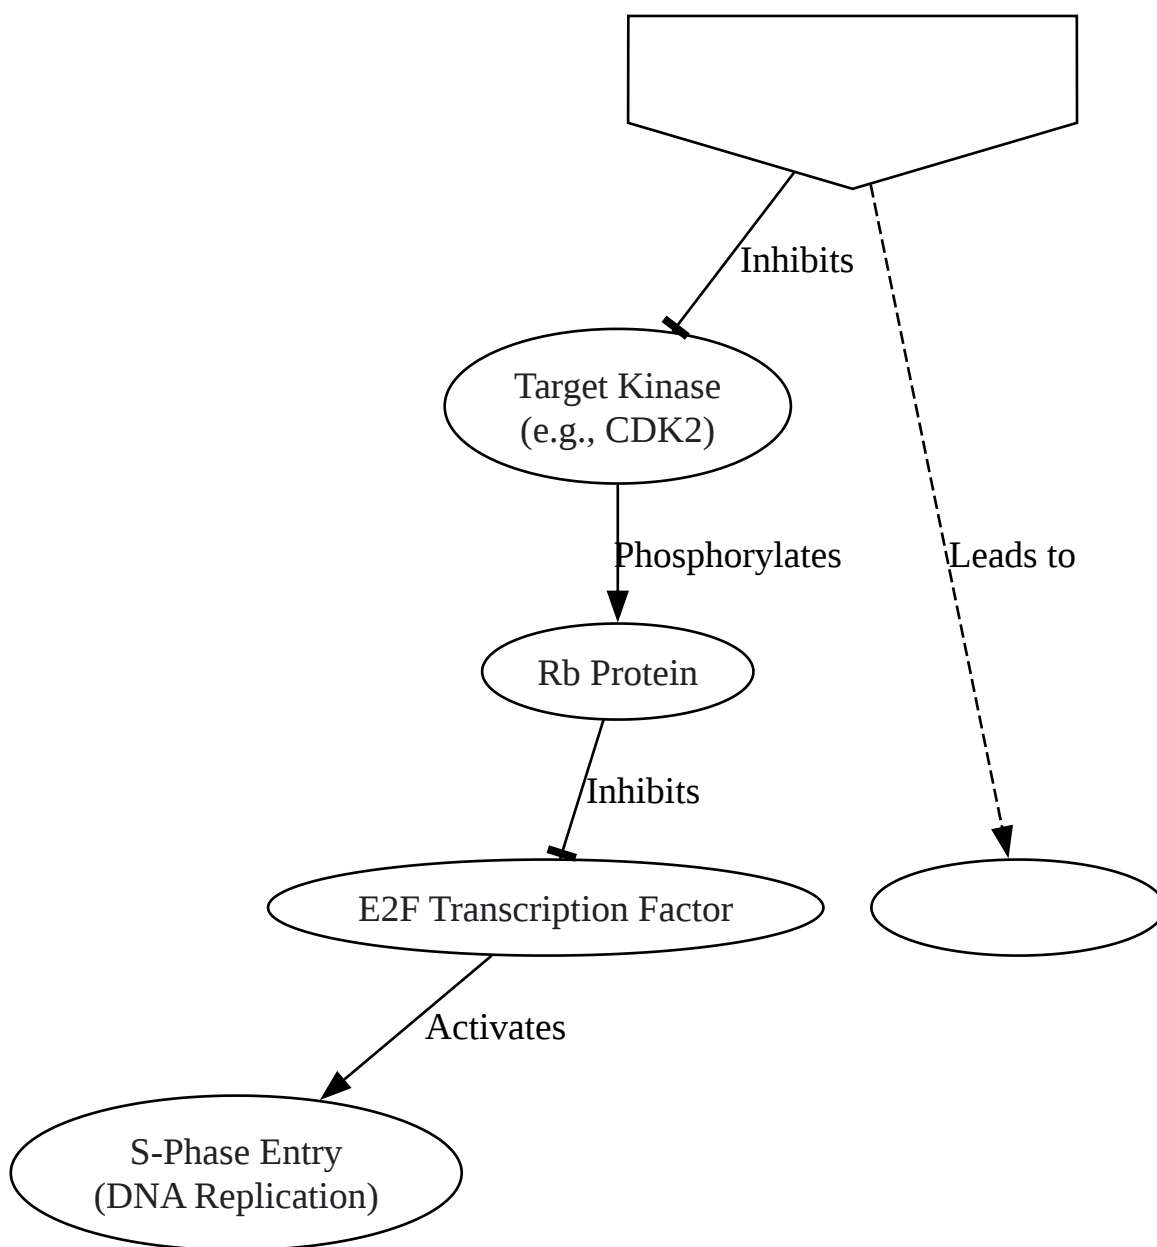 Inhibits
Target Kinase
(e.g., CDK2)
Phosphorylates
Leads to
Rb Protein
Inhibits
E2F Transcription Factor
Activates
S-Phase Entry
(DNA Replication)